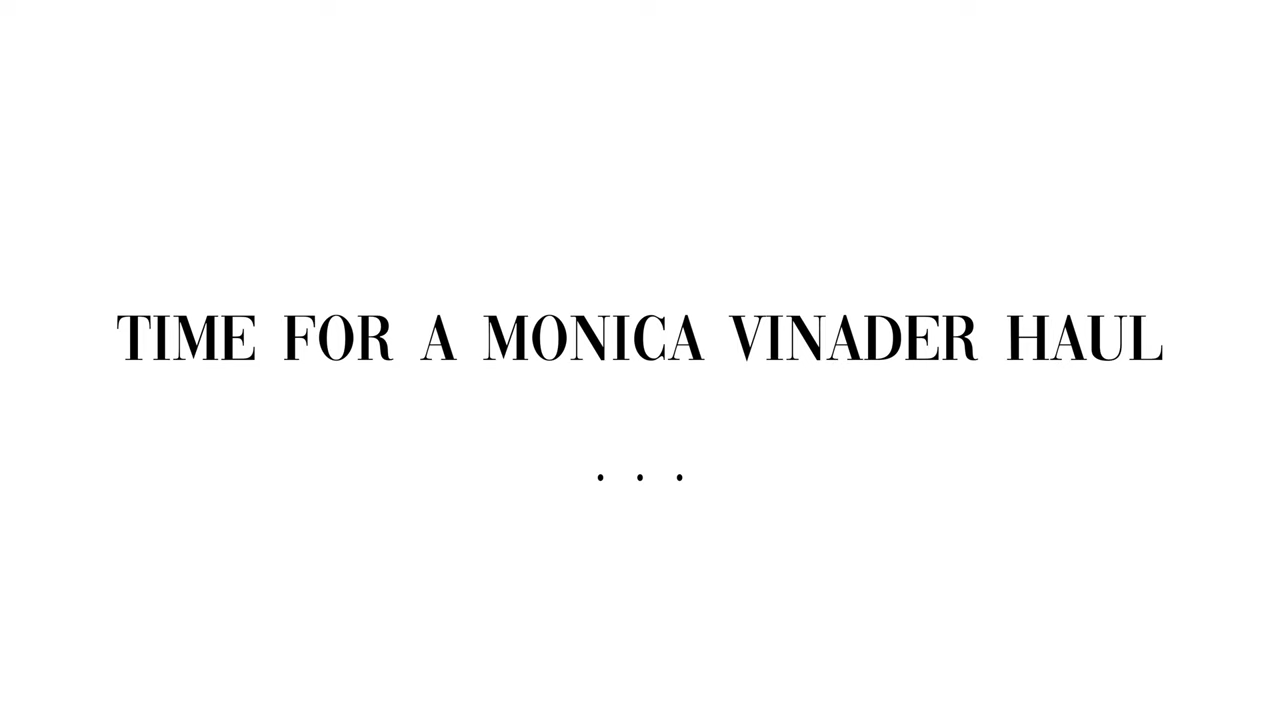 TIME FOR A MONICA VINADER HAUL
. . .